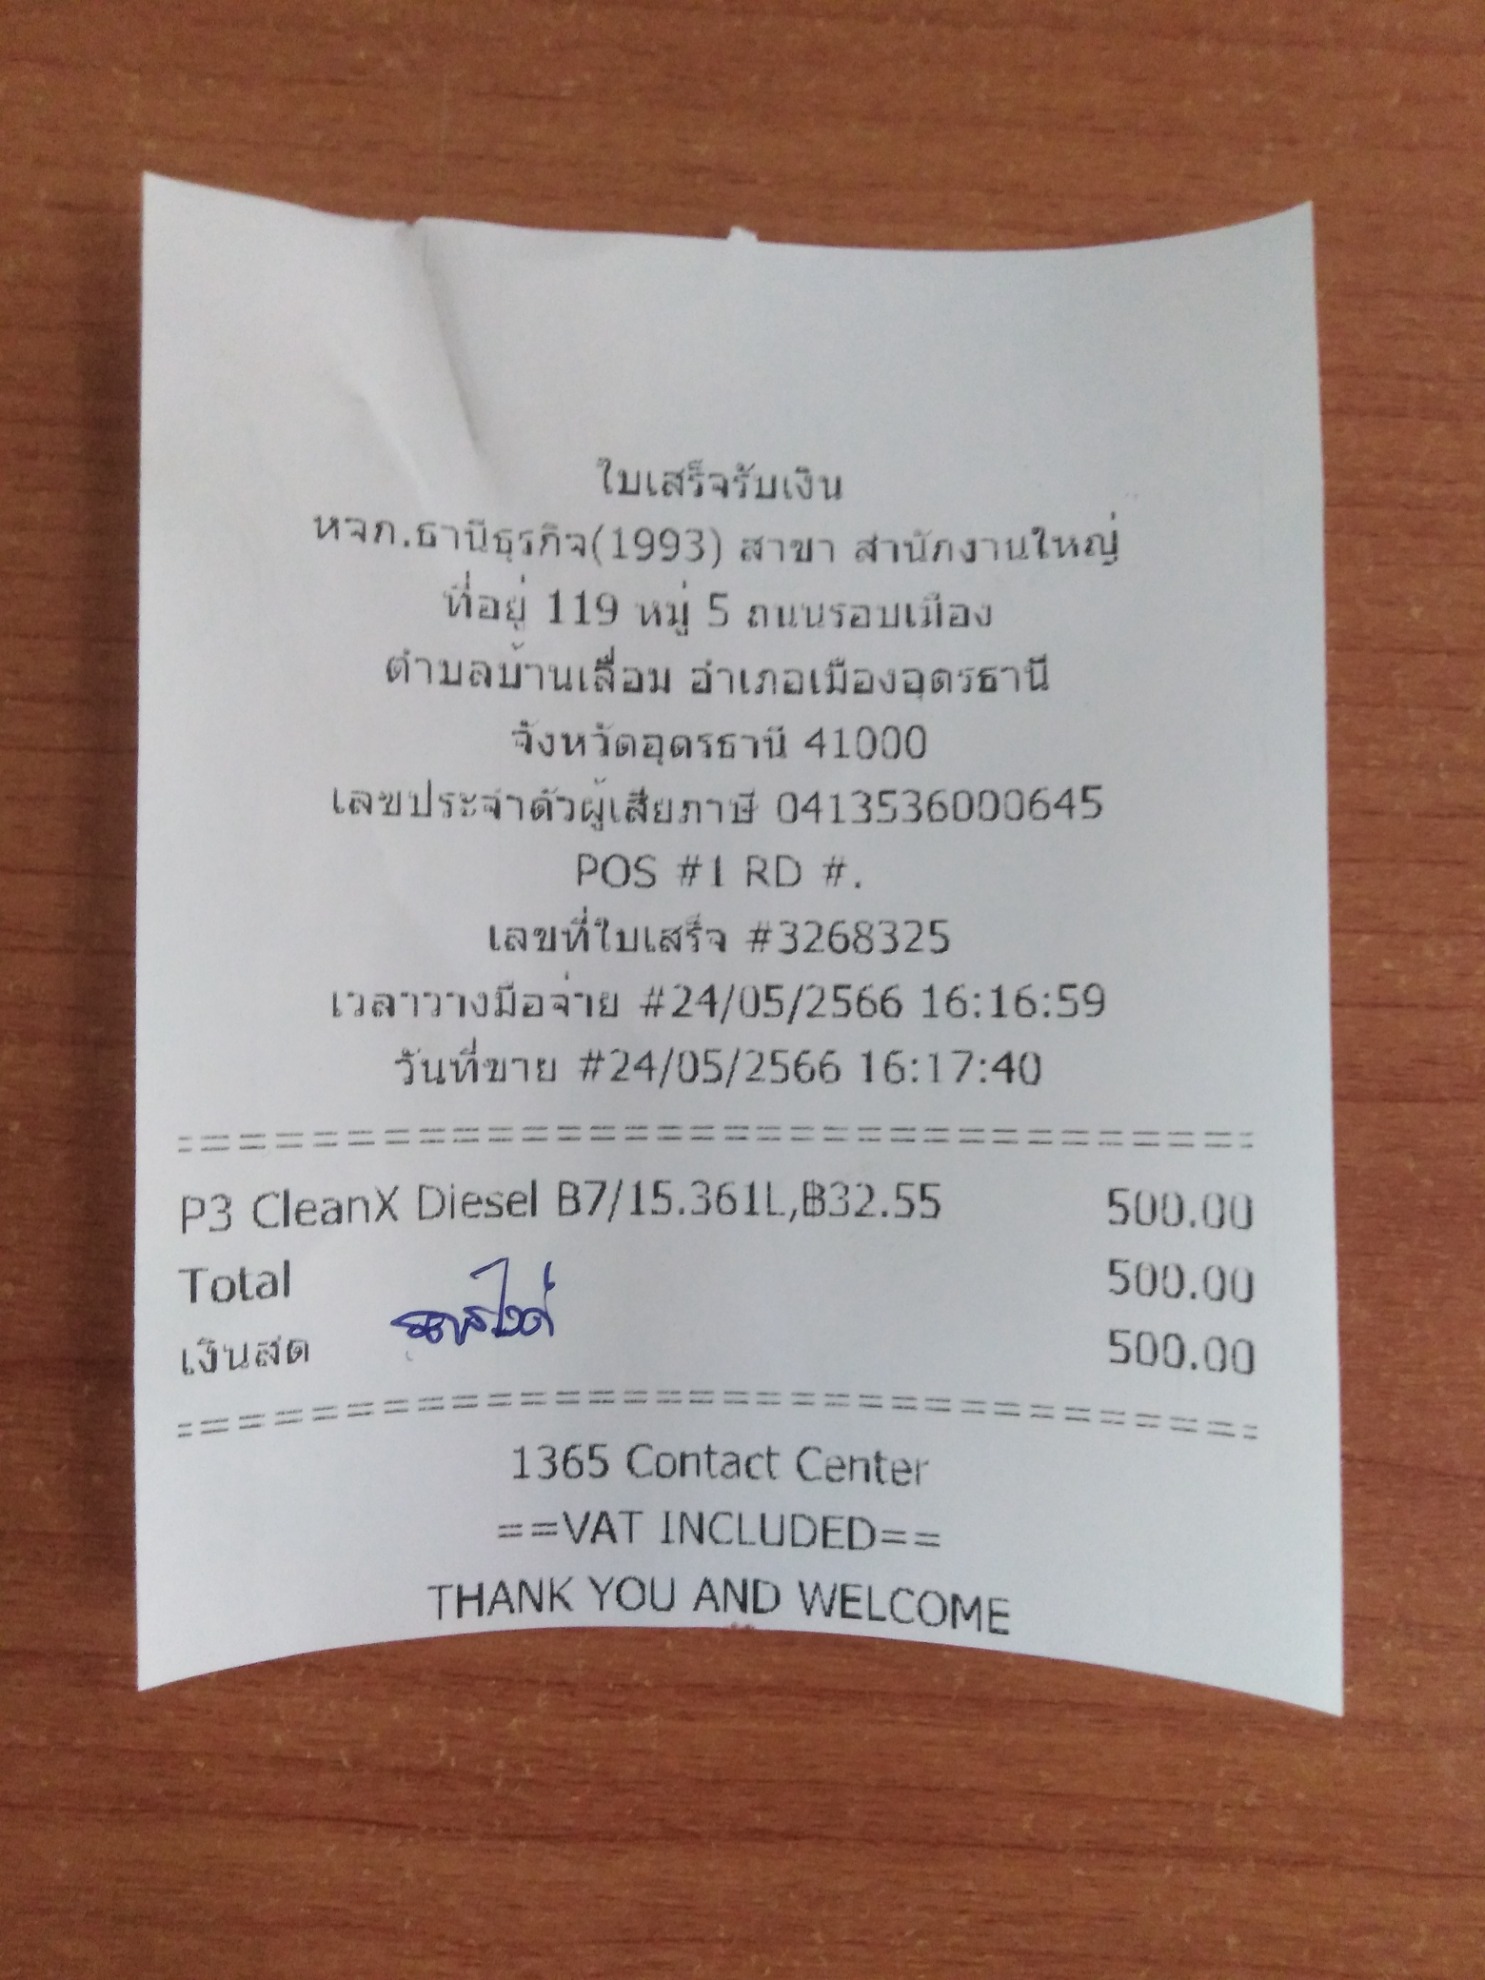 ใบเสร็จรับเงิน
หจก.ธานีธุรกิจ(1993) สาขา สำนักงานใหญ่
ที่อยู่ 119 หมู่ 5 ถนนรอบเมือง
ตำบลบ้านเลื่อม อำเภอเมืองอุดรธานี
จังหวัดอุดรธานี 41000
เลขประจำตัวผู้เสียภาษี 0413536000645
POS #1 RD #.
เลขที่ใบเสร็จ #3268325
เวลาวางมือจ่าย #24/05/2566 16:16:59
วันที่ขาย #24/05/2566 16:17:40
================================
P3 CleanX Diesel B7/15.361L,฿32.55 500.00
Total 500.00
เงินสด 500.00
================================
1365 Contact Center
==VAT INCLUDED==
THANK YOU AND WELCOME